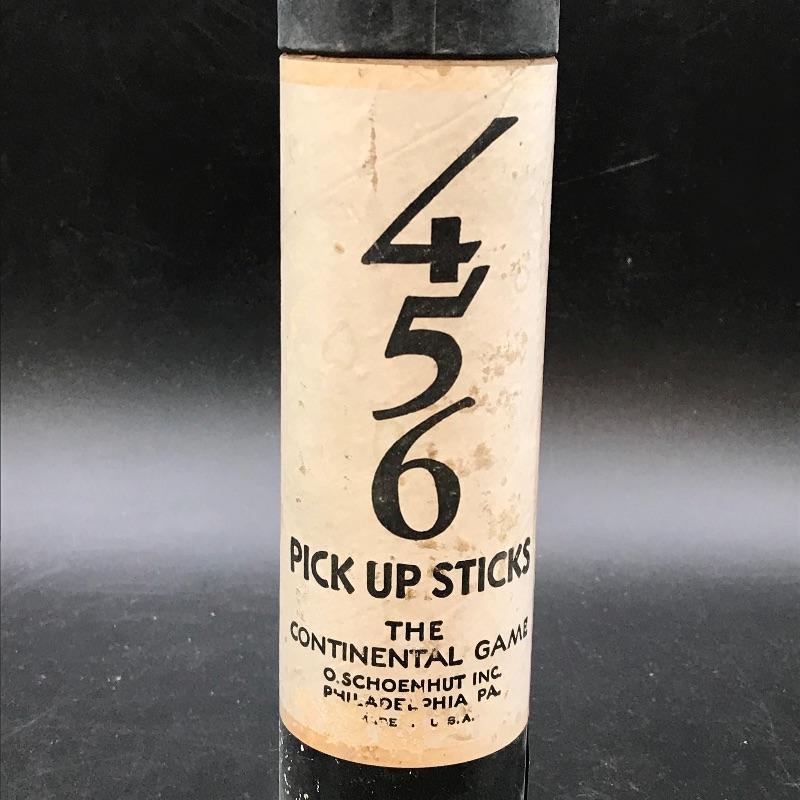 4
5
6
PICK UP STICKS
THE
CONTINENTAL GAME
O. SCHOENHUT INC.
PHILADELPHIA PA.
U.S.A.